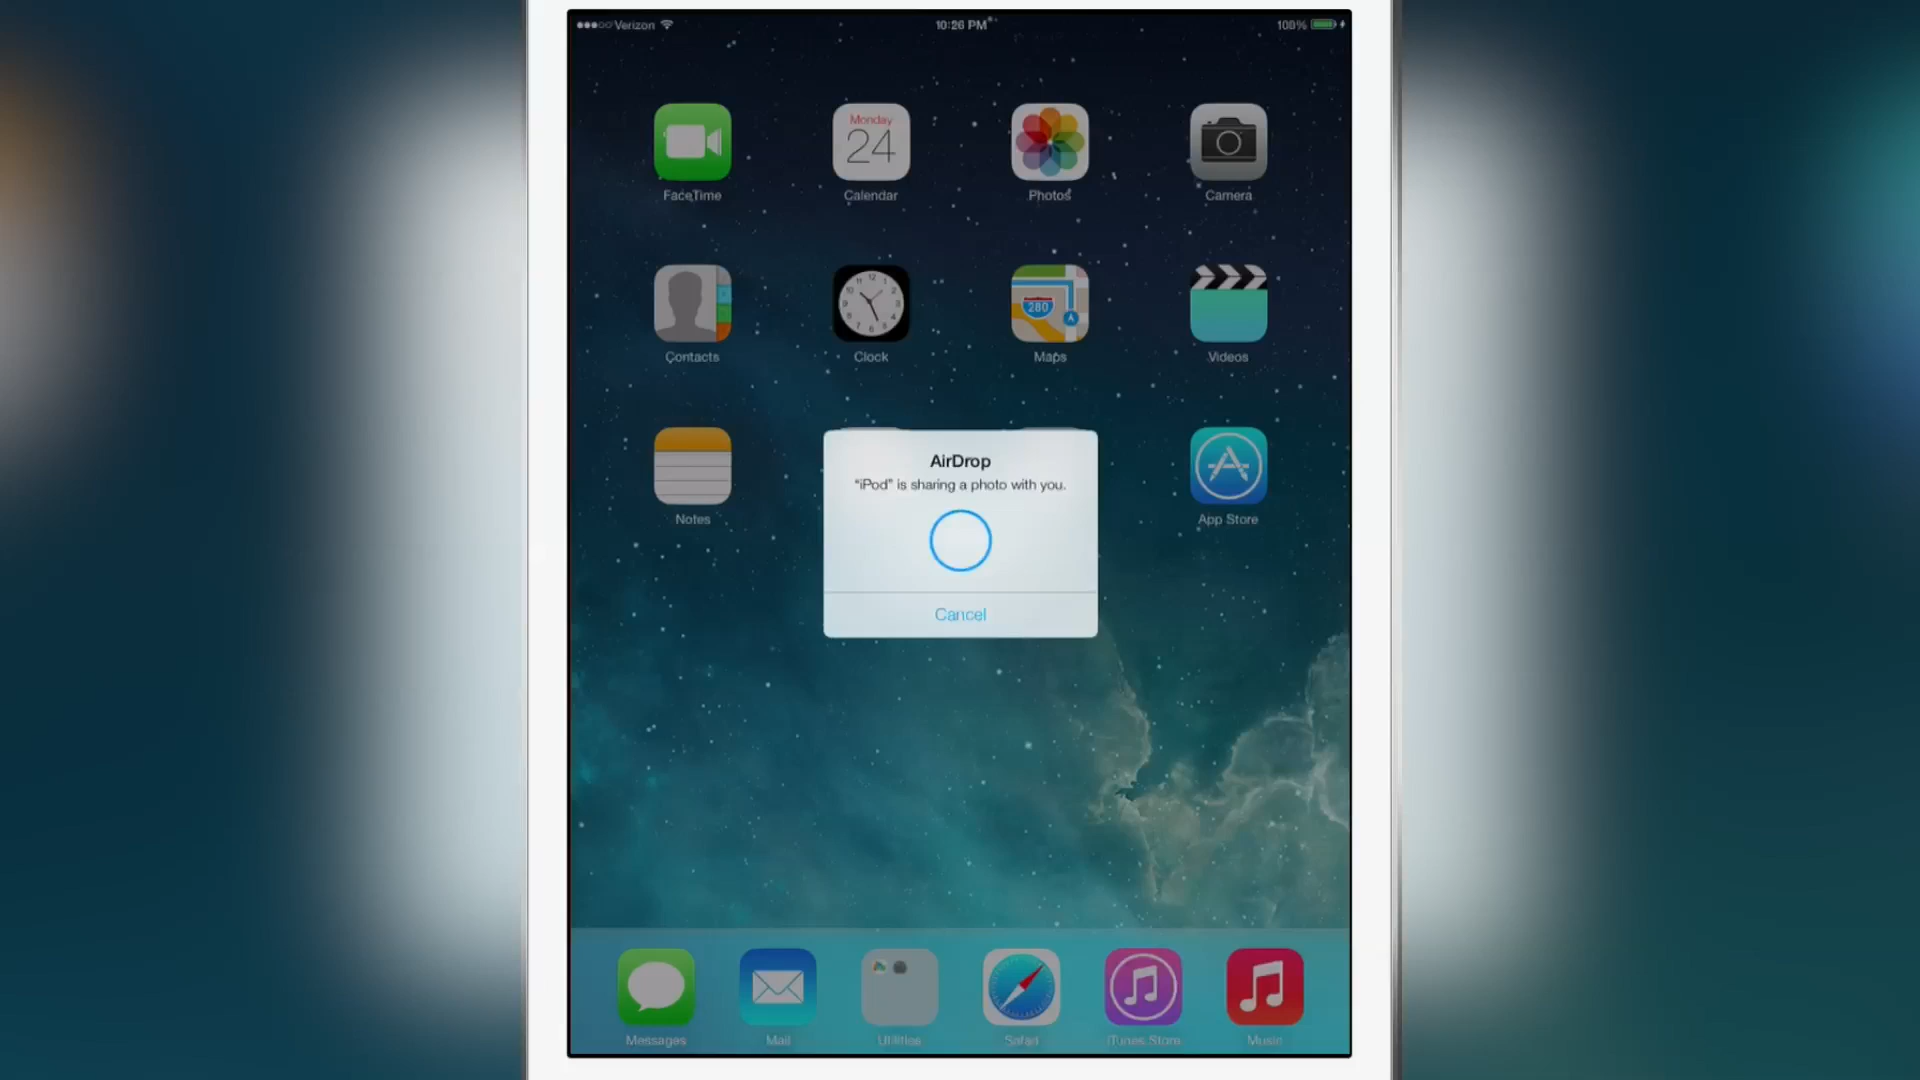 Verizon
10:26 PM
100%
Monday
24
FaceTime
Calendar
Photos
Camera
280
Contacts
Clock
Maps
Videos
AirDrop
“iPod” is sharing a photo with you.
Cancel
Notes
App Store
Messages
Mail
Utilities
Safari
iTunes Store
Music